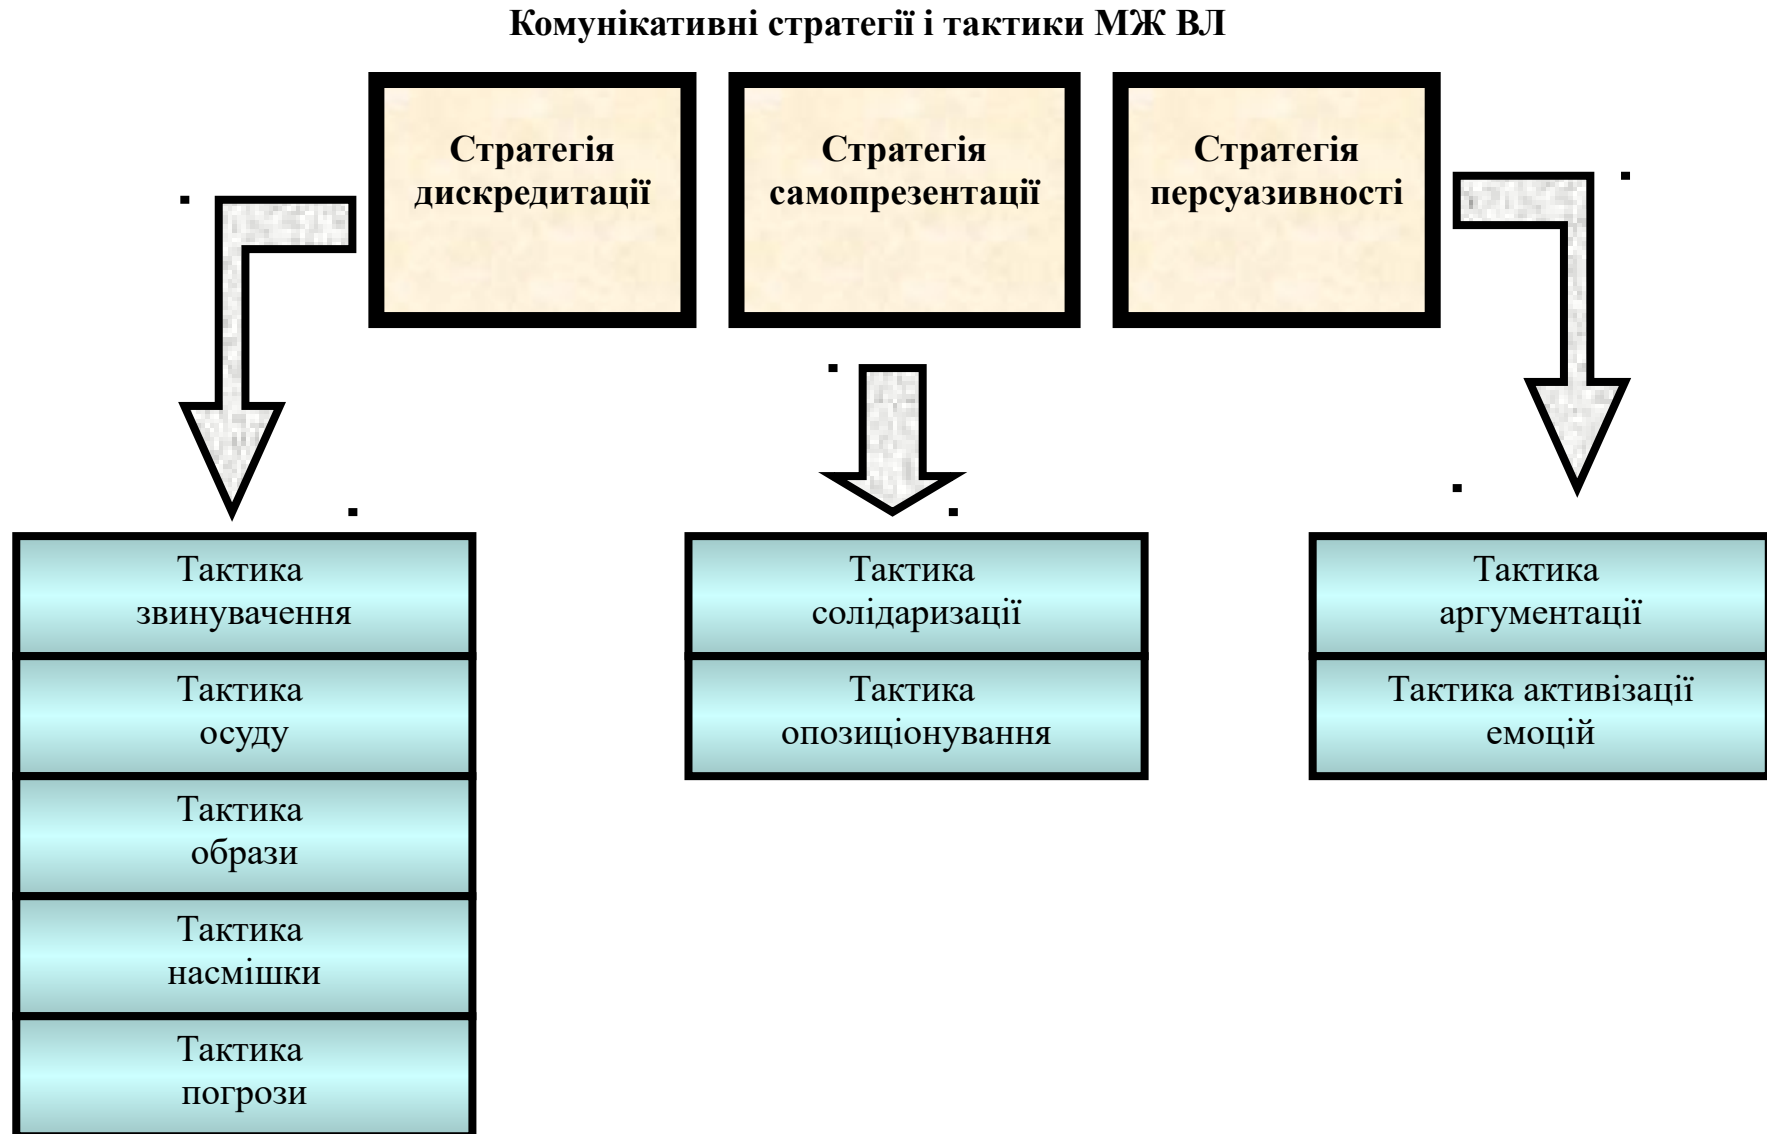 Комунікативні стратегії і тактики МЖ ВЛ
Стратегія
дискредитації
Стратегія
самопрезентації
Стратегія
персуазивності
Тактика
звинувачення
Тактика
осуду
Тактика
образи
Тактика
насмішки
Тактика
погрози
Тактика
солідаризації
Тактика
опозиціонування
Тактика
аргументації
Тактика активізації
емоцій